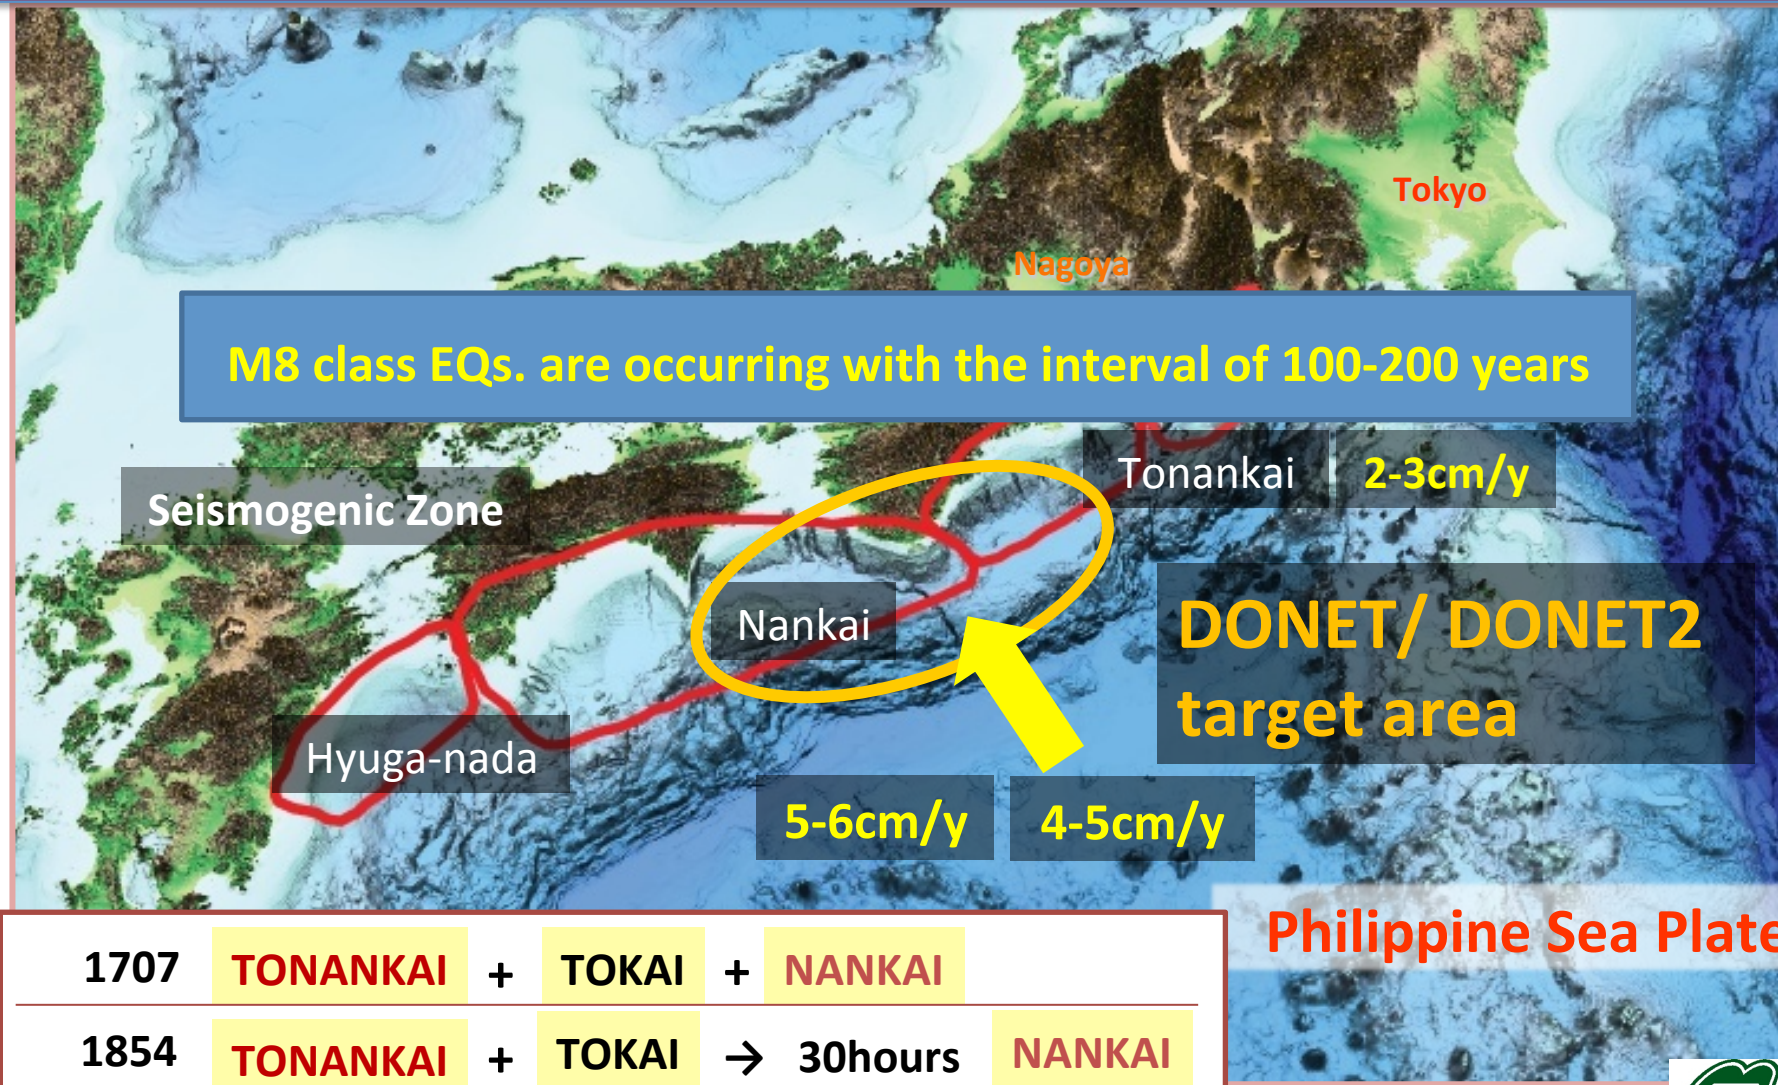 Tokyo
Nagoya
M8 class EQs. are occurring with the interval of 100-200 years
Tonankai 2-3cm/y
Seismogenic Zone
Nankai
DONET/ DONET2
target area
Hyuga-nada
5-6cm/y 4-5cm/y
Philippine Sea Plate
1707 TONANKAI + TOKAI + NANKAI
1854 TONANKAI + TOKAI → 30hours NANKAI